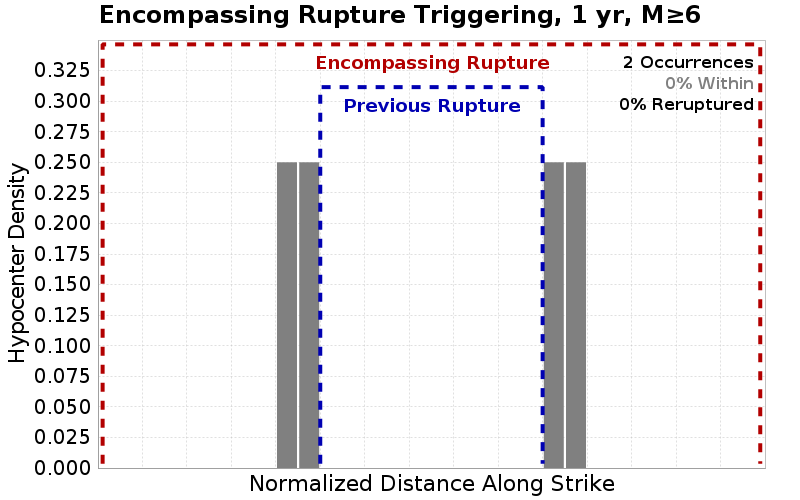 Encompassing Rupture Triggering, 1 yr, M≥6
Encompassing Rupture
2 Occurrences
0% Within
Previous Rupture
0% Reruptured
Hypocenter Density
0.325
0.300
0.275
0.250
0.225
0.200
0.175
0.150
0.125
0.100
0.075
0.050
0.025
0.000
Normalized Distance Along Strike